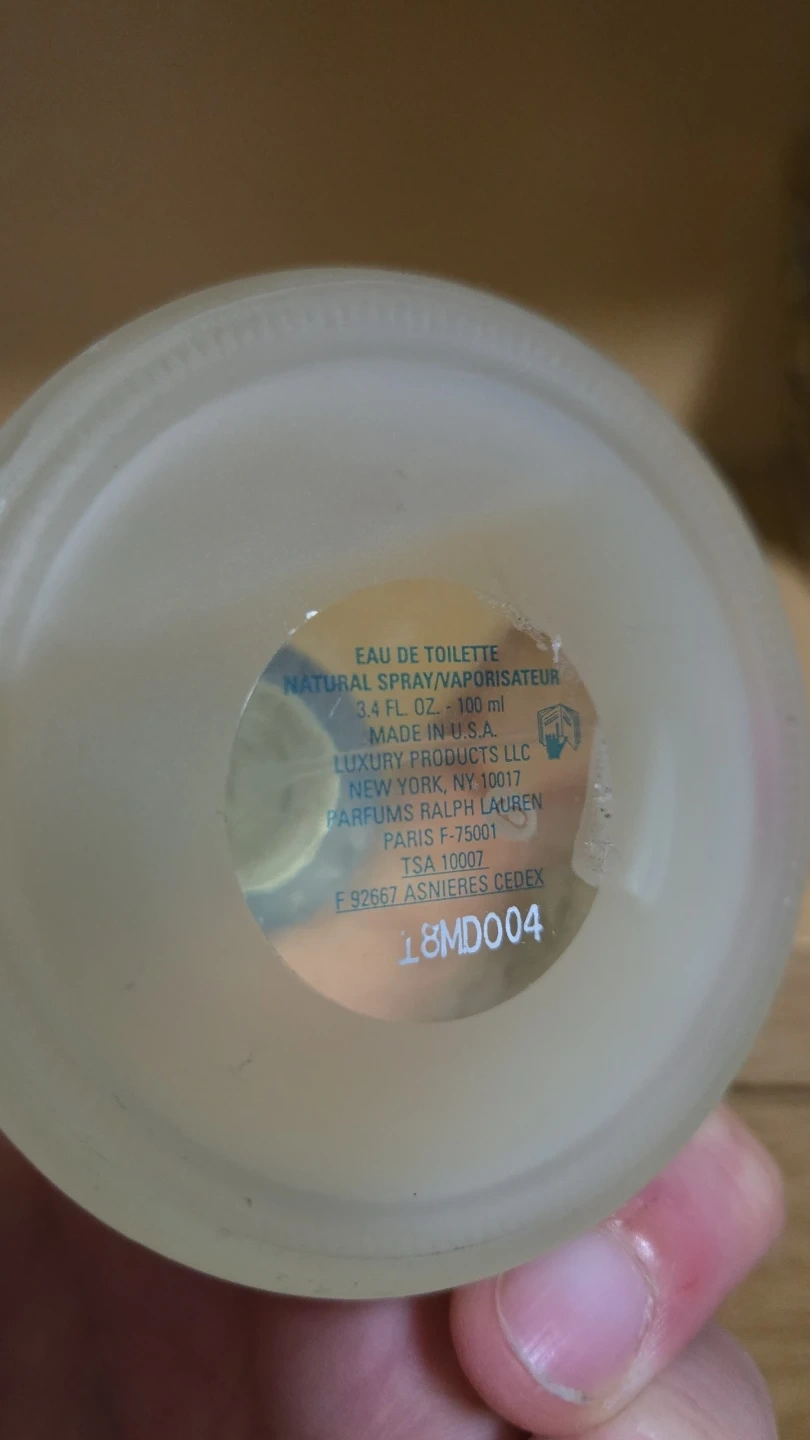 EAU DE TOILETTE
NATURAL SPRAY/VAPORISATEUR
3.4 FL. OZ. - 100 ml
MADE IN U.S.A.
LUXURY PRODUCTS LLC
NEW YORK, NY 10017
PARFUMS RALPH LAUREN
PARIS F-75001
TSA 10007
F 92667 ASNIERES CEDEX
18MD004